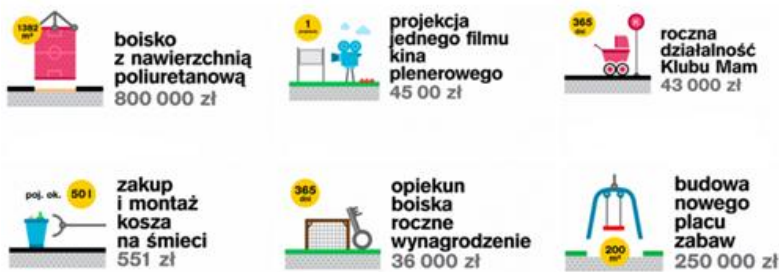 1382
m²
boisko
z nawierzchnią
poliuretanową
800 000 zł
1
projekcja
jednego filmu
kina
plenerowego
45 00 zł
365
dni
roczna
działalność
Klubu Mam
43 000 zł
poj. ok. 50 l
zakup
i montaż
kosza
na śmieci
551 zł
365
dni
opiekun
boiska
roczne
wynagrodzenie
36 000 zł
200
m²
budowa
nowego
placu
zabaw
250 000 zł